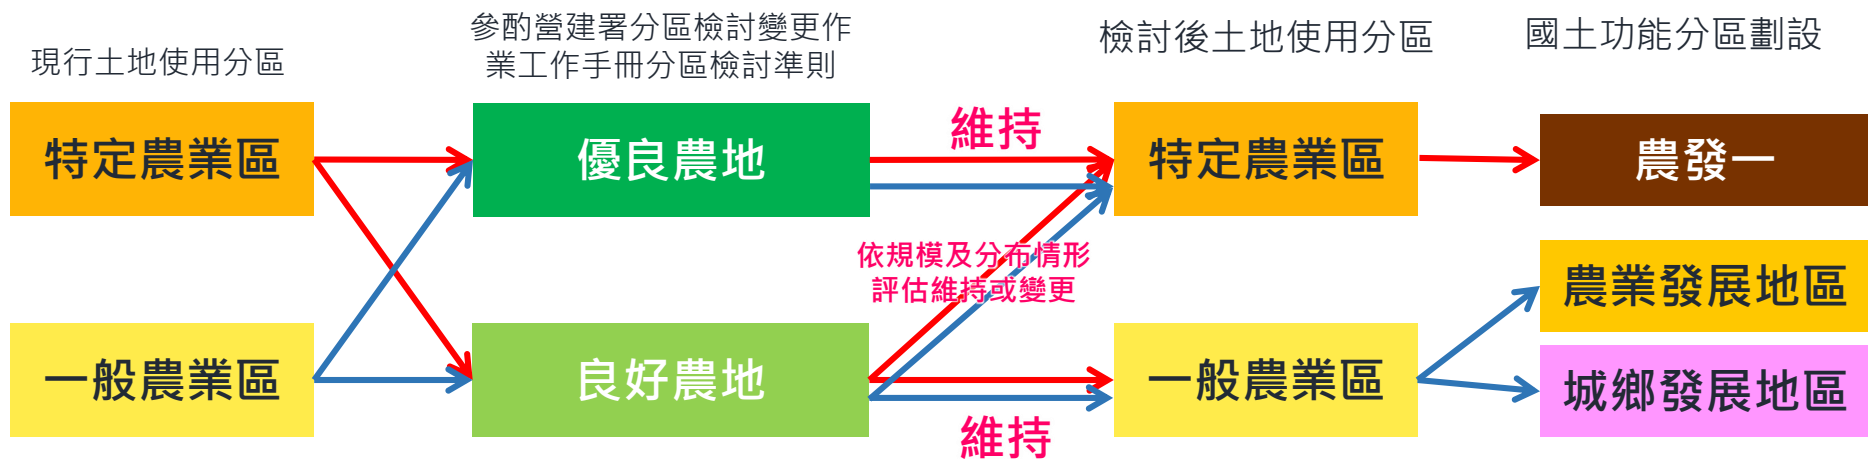 現行土地使用分區
參酌營建署分區檢討變更作
業工作手冊分區檢討準則
檢討後土地使用分區
國土功能分區劃設
特定農業區
優良農地
維持
特定農業區
農發一
依規模及分布情形
評估維持或變更
農業發展地區
一般農業區
良好農地
一般農業區
城鄉發展地區
維持